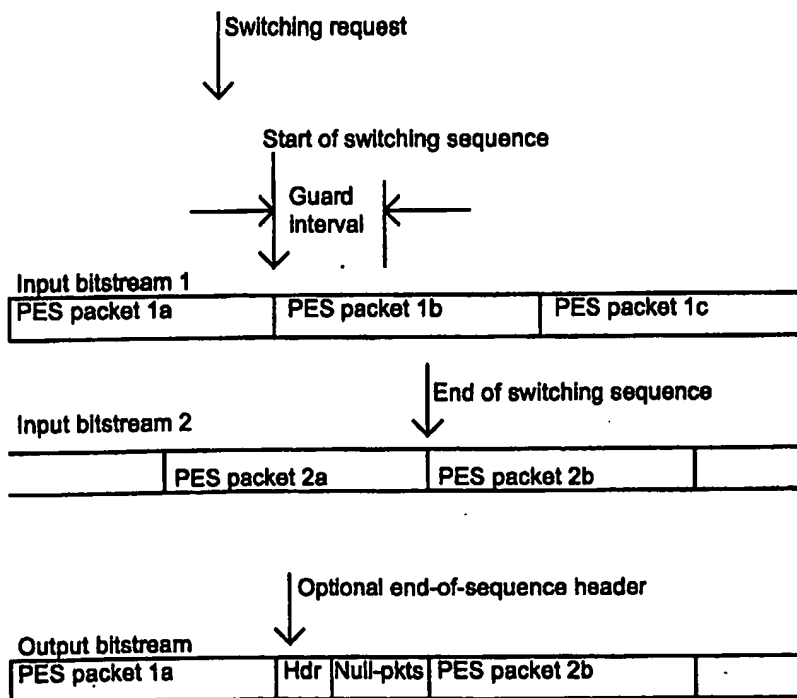 Switching request
Start of switching sequence
Guard
interval
Input bitstream 1
PES packet 1a
PES packet 1b
PES packet 1c
End of switching sequence
Input bitstream 2
PES packet 2a
PES packet 2b
Optional end-of-sequence header
Output bitstream
PES packet 1a
Hdr
Null-pkts
PES packet 2b